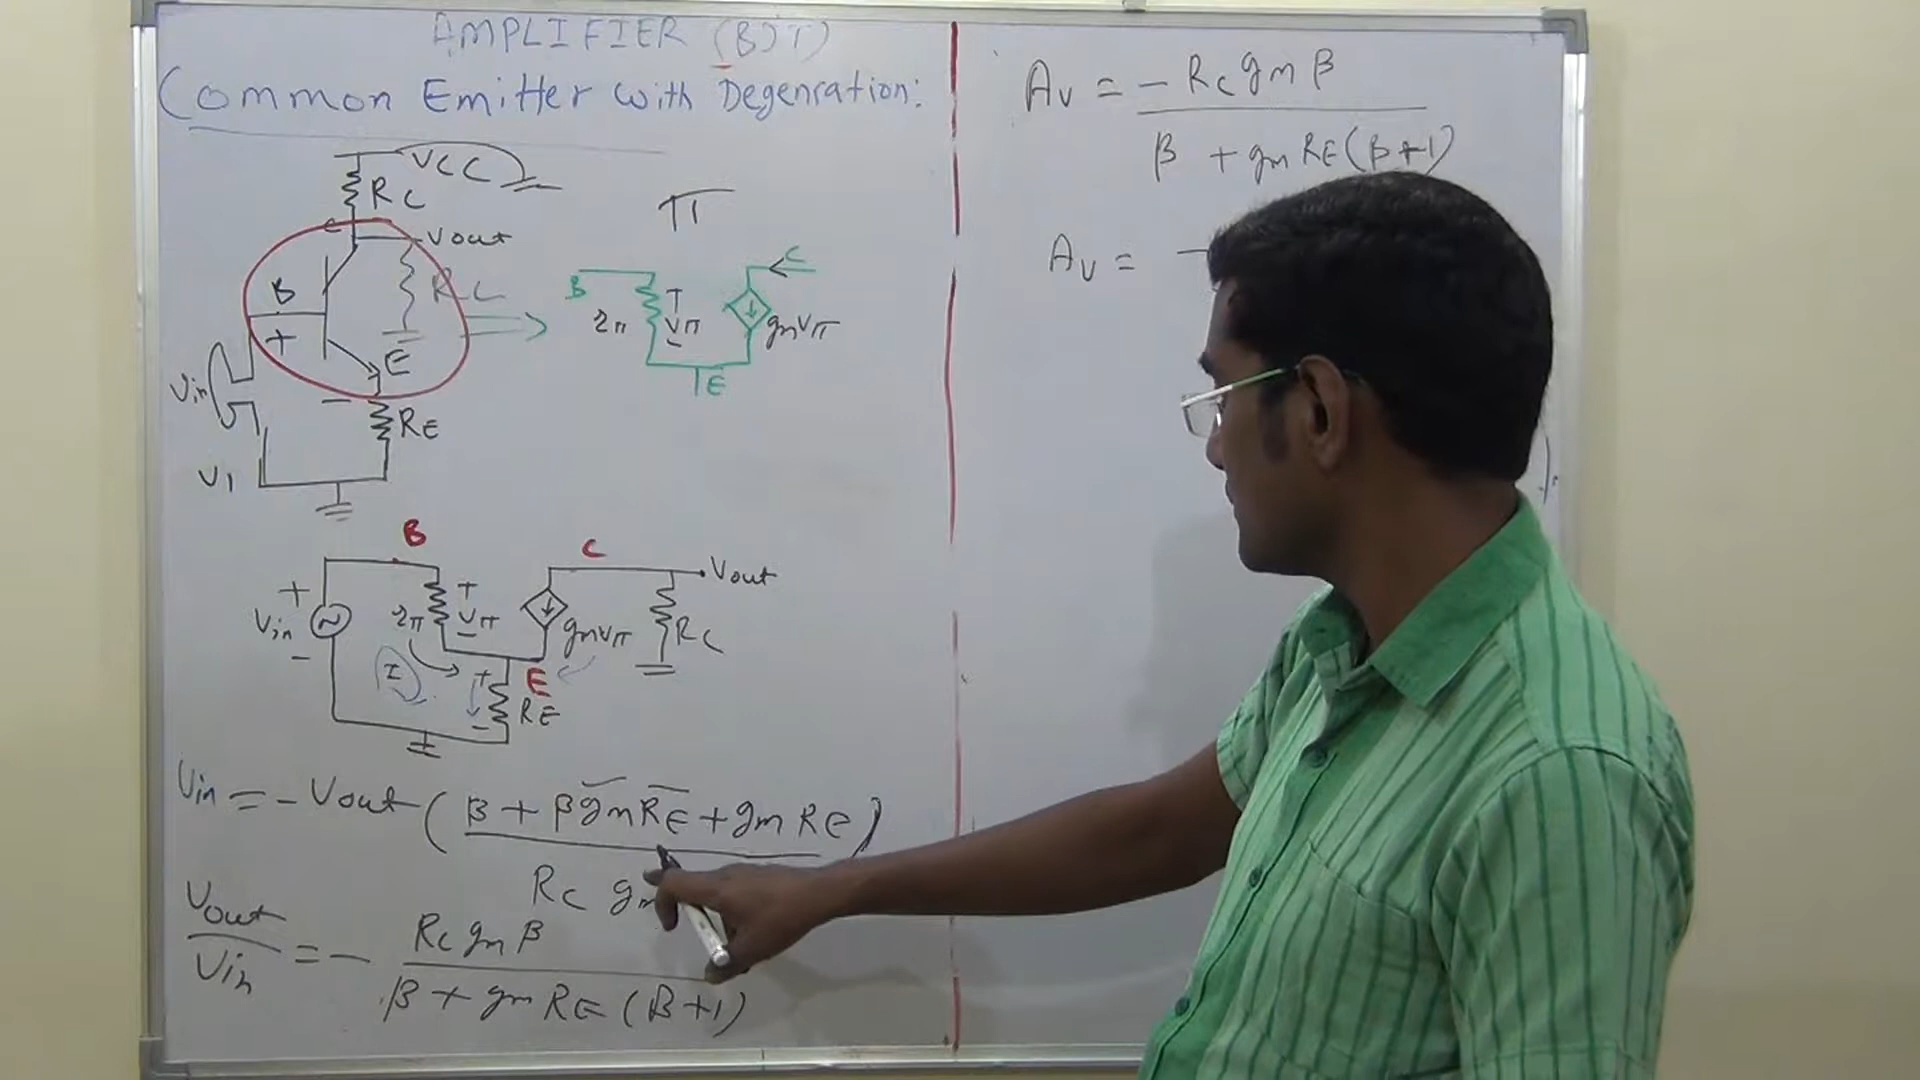 AMPLIFIER (BJT)
Common Emitter with Degenration:
VCC
RC
Vout
B
RL
+
E
Vin
−
RE
V1
π
B
rπ
+
Vπ
−
C
gmVπ
E
B
C
Vout
+
Vin
−
rπ
+
Vπ
−
gmVπ
RC
I
+
E
RE
−
Vin = - Vout ( β + βgmRE + gm RE )
RC gm
Vout
Vin
= -
RC gm β
β + gm RE (β+1)
AV = - RC gm β
β + gm RE (β+1)
AV = -